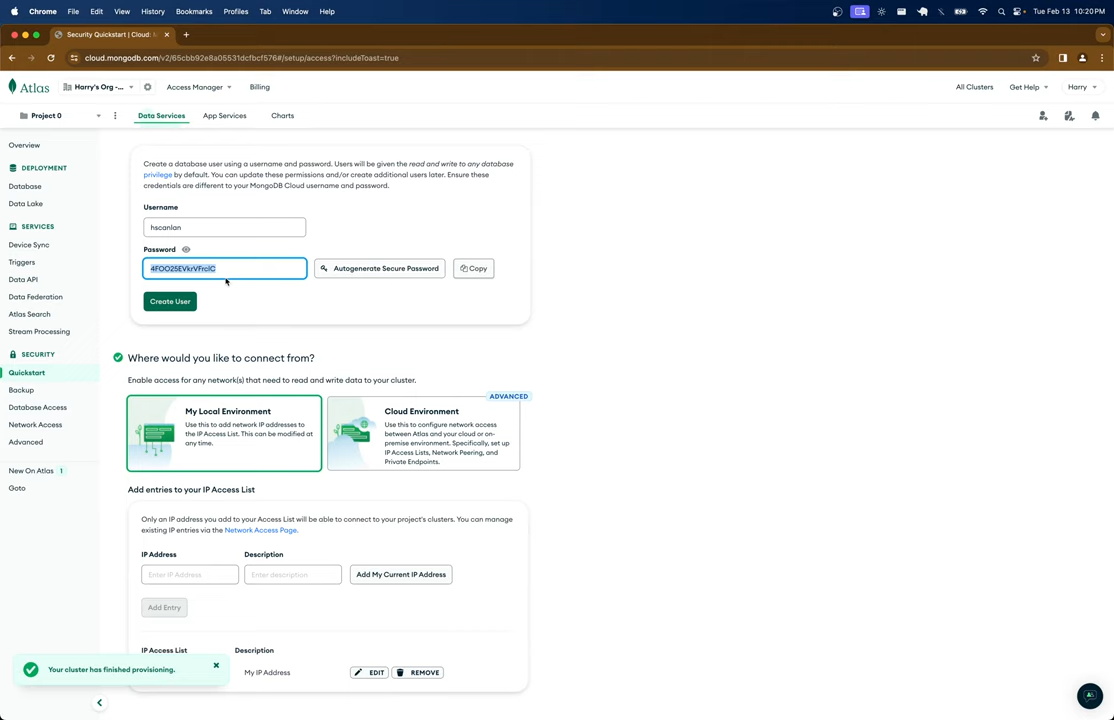 Chrome File Edit View History Bookmarks Profiles Tab Window Help Tue Feb 13 10:20 PM
Security Quickstart | Cloud: M
cloud.mongodb.com/v2/65cbb92e8a05531dcfbcf576#/setup/access?includeToast=true
Atlas Harry's Org -... Access Manager Billing All Clusters Get Help Harry
Project 0 Data Services App Services Charts
Overview
DEPLOYMENT
Database
Data Lake
SERVICES
Device Sync
Triggers
Data API
Data Federation
Atlas Search
Stream Processing
SECURITY
Quickstart
Backup
Database Access
Network Access
Advanced
New On Atlas 1
Goto
Create a database user using a username and password. Users will be given the read and write to any database
privilege by default. You can update these permissions and/or create additional users later. Ensure these
credentials are different to your MongoDB Cloud username and password.
Username
hscanlan
Password
4FOO25EVkrVFrclC Autogenerate Secure Password Copy
Create User
Where would you like to connect from?
Enable access for any network(s) that need to read and write data to your cluster.
ADVANCED
My Local Environment
Use this to add network IP addresses to
the IP Access List. This can be modified at
any time.
Cloud Environment
Use this to configure network access
between Atlas and your cloud or on-
premise environment. Specifically, set up
IP Access Lists, Network Peering, and
Private Endpoints.
Add entries to your IP Access List
Only an IP address you add to your Access List will be able to connect to your project's clusters. You can manage
existing IP entries via the Network Access Page.
IP Address Description
Enter IP Address Enter description Add My Current IP Address
Add Entry
IP Access List Description
My IP Address EDIT REMOVE
Your cluster has finished provisioning.